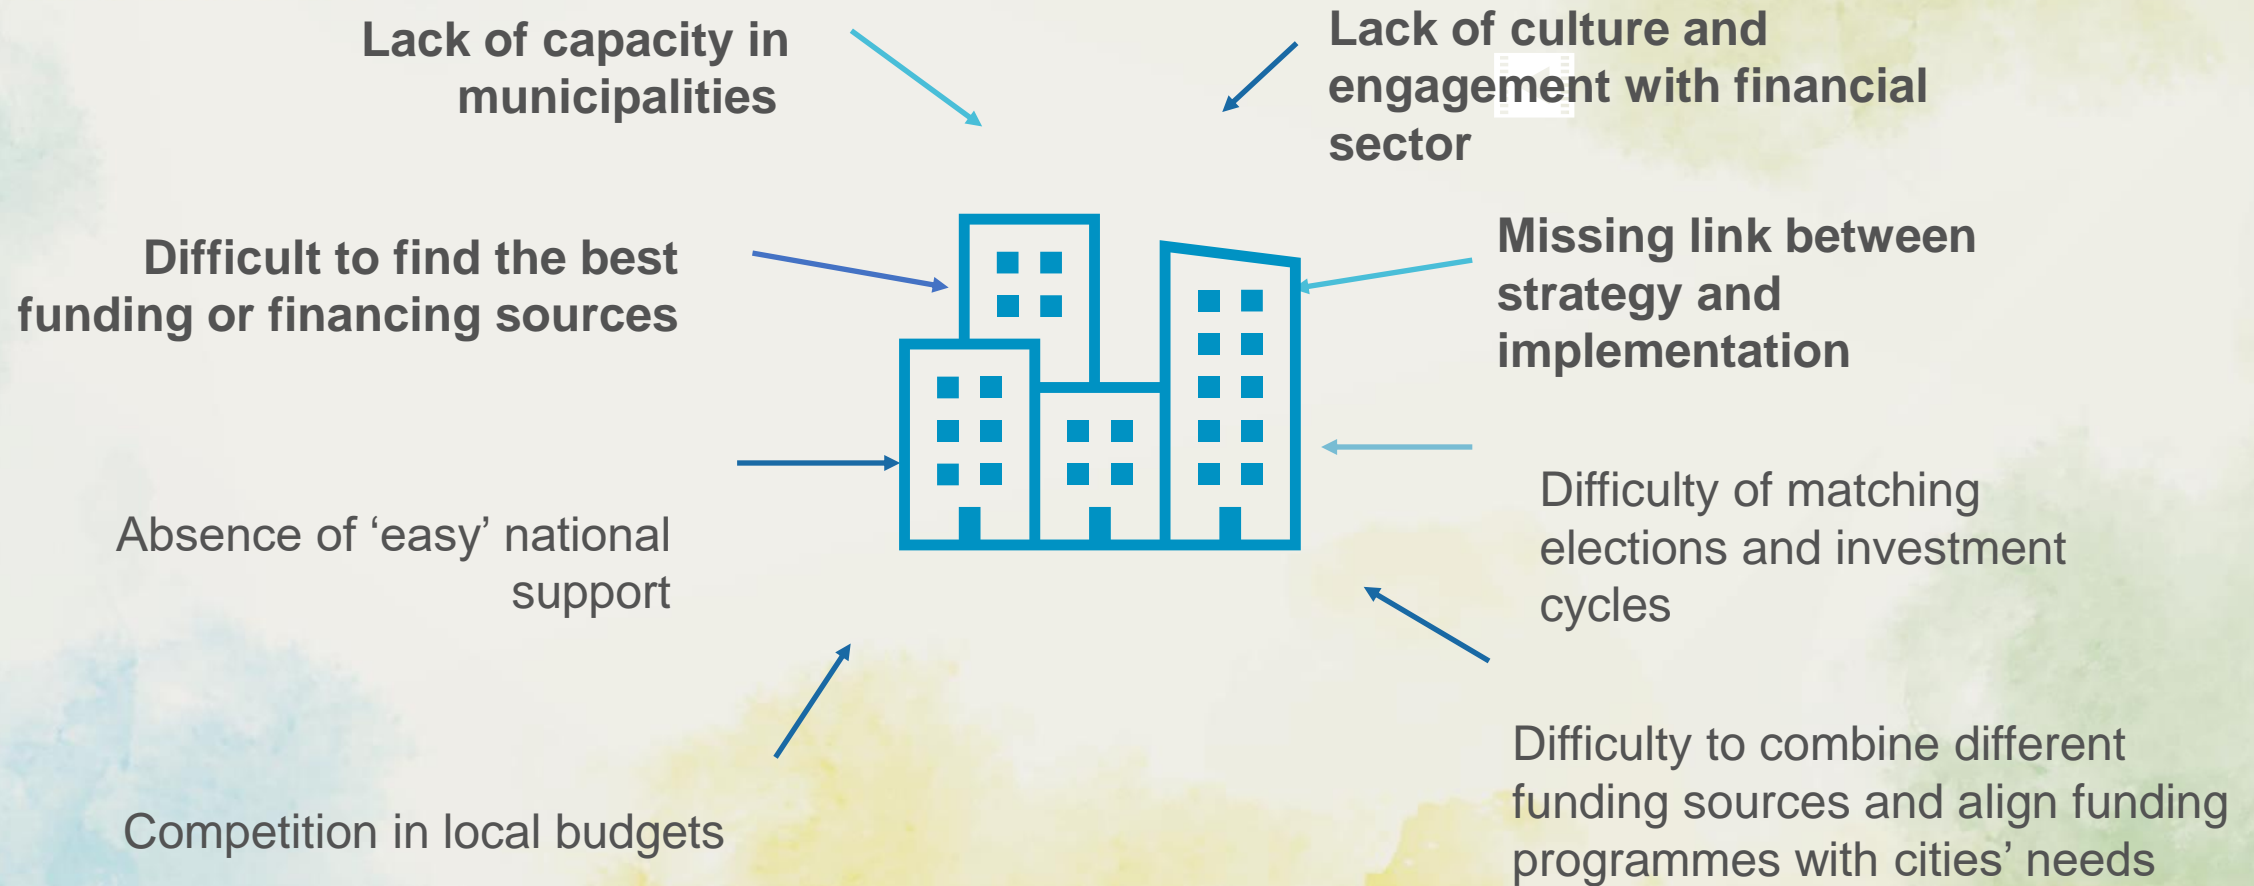 Lack of capacity in
municipalities
Lack of culture and
engagement with financial
sector
Difficult to find the best
funding or financing sources
Missing link between
strategy and
implementation
Absence of ‘easy’ national
support
Difficulty of matching
elections and investment
cycles
Competition in local budgets
Difficulty to combine different
funding sources and align funding
programmes with cities’ needs